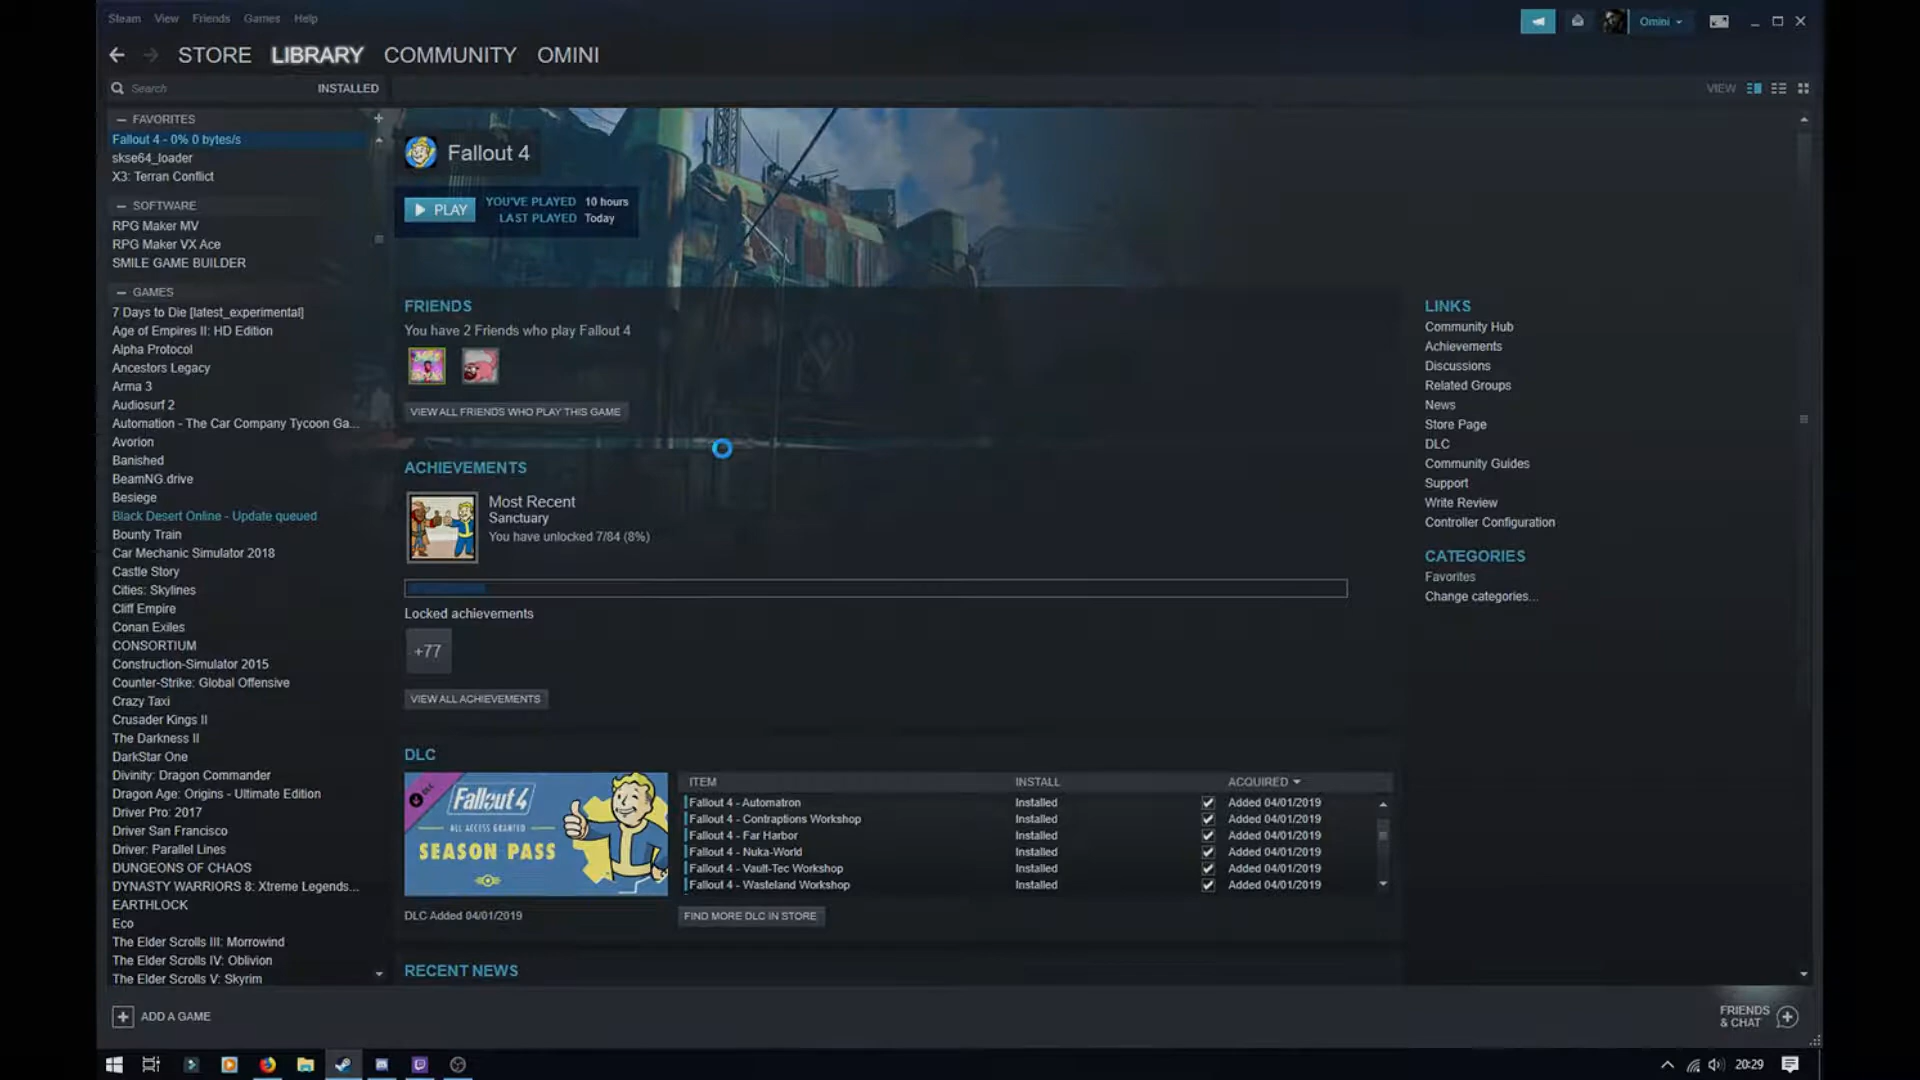 Steam View Friends Games Help
Omini
STORE LIBRARY COMMUNITY OMINI
Search INSTALLED
VIEW
FAVORITES
Fallout 4 - 0% 0 bytes/s
skse64_loader
X3: Terran Conflict
SOFTWARE
RPG Maker MV
RPG Maker VX Ace
SMILE GAME BUILDER
GAMES
7 Days to Die [latest_experimental]
Age of Empires II: HD Edition
Alpha Protocol
Ancestors Legacy
Arma 3
Audiosurf 2
Automation - The Car Company Tycoon Ga...
Avorion
Banished
BeamNG.drive
Besiege
Black Desert Online - Update queued
Bounty Train
Car Mechanic Simulator 2018
Castle Story
Cities: Skylines
Cliff Empire
Conan Exiles
CONSORTIUM
Construction-Simulator 2015
Counter-Strike: Global Offensive
Crazy Taxi
Crusader Kings II
The Darkness II
DarkStar One
Divinity: Dragon Commander
Dragon Age: Origins - Ultimate Edition
Driver Pro: 2017
Driver San Francisco
Driver: Parallel Lines
DUNGEONS OF CHAOS
DYNASTY WARRIORS 8: Xtreme Legends...
EARTHLOCK
Eco
The Elder Scrolls III: Morrowind
The Elder Scrolls IV: Oblivion
The Elder Scrolls V: Skyrim
ADD A GAME
Fallout 4
PLAY
YOU'VE PLAYED 10 hours
LAST PLAYED Today
FRIENDS
You have 2 Friends who play Fallout 4
VIEW ALL FRIENDS WHO PLAY THIS GAME
ACHIEVEMENTS
Most Recent
Sanctuary
You have unlocked 7/84 (8%)
Locked achievements
+77
VIEW ALL ACHIEVEMENTS
DLC
DLC
Fallout 4
ALL ACCESS GRANTED
SEASON PASS
DLC Added 04/01/2019
ITEM INSTALL ACQUIRED
Fallout 4 - Automatron Installed Added 04/01/2019
Fallout 4 - Contraptions Workshop Installed Added 04/01/2019
Fallout 4 - Far Harbor Installed Added 04/01/2019
Fallout 4 - Nuka-World Installed Added 04/01/2019
Fallout 4 - Vault-Tec Workshop Installed Added 04/01/2019
Fallout 4 - Wasteland Workshop Installed Added 04/01/2019
FIND MORE DLC IN STORE
RECENT NEWS
LINKS
Community Hub
Achievements
Discussions
Related Groups
News
Store Page
DLC
Community Guides
Support
Write Review
Controller Configuration
CATEGORIES
Favorites
Change categories...
FRIENDS
& CHAT
20:29